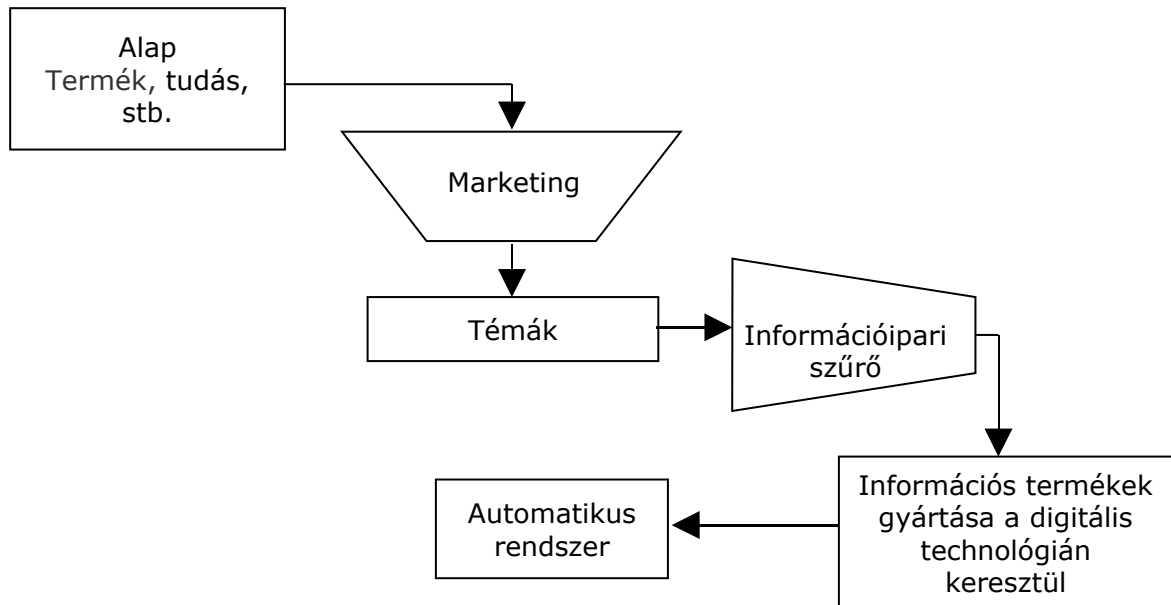 Alap
Termék, tudás,
stb.
Marketing
Témák
Információipari
szűrő
Információs termékek
gyártása a digitális
technológián
keresztül
Automatikus
rendszer